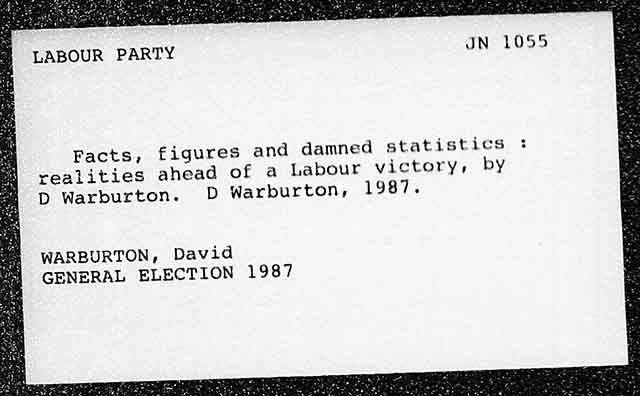 LABOUR PARTY JN 1055
Facts, figures and damned statistics :
realities ahead of a Labour victory, by
D Warburton. D Warburton, 1987.
WARBURTON, David
GENERAL ELECTION 1987